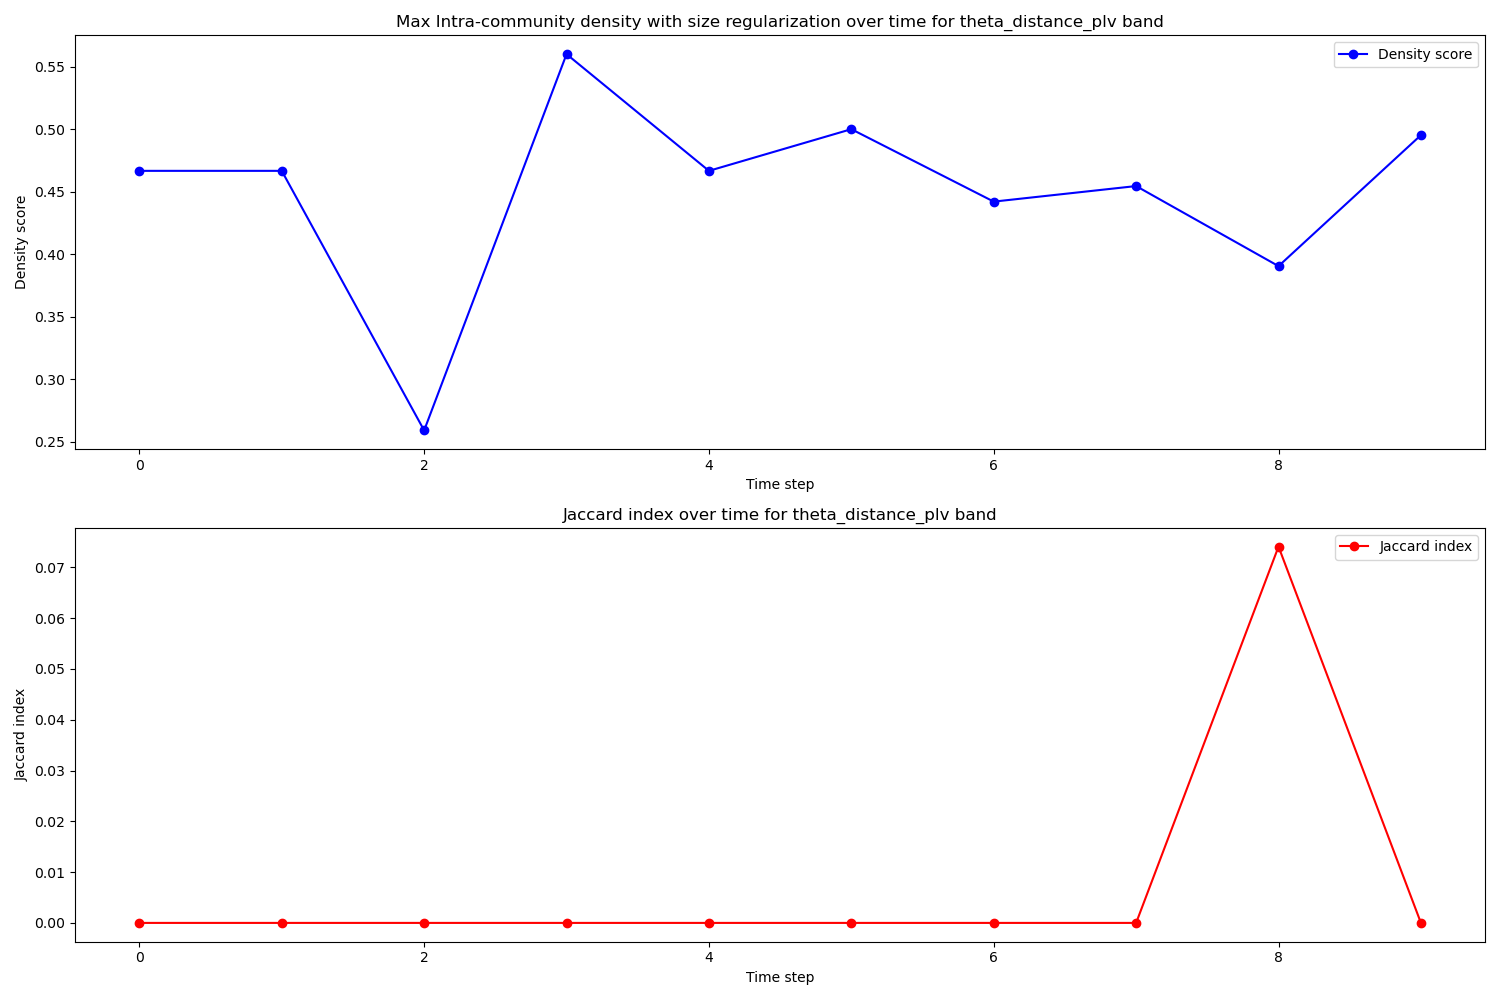 Max Intra-community density with size regularization over time for theta_distance_plv band
Density score
0.55
0.50
0.45
0.40
0.35
0.30
0.25
Density score
0 2 4 6 8
Time step
Jaccard index over time for theta_distance_plv band
Jaccard index
0.07
0.06
0.05
0.04
0.03
0.02
0.01
0.00
Jaccard index
0 2 4 6 8
Time step